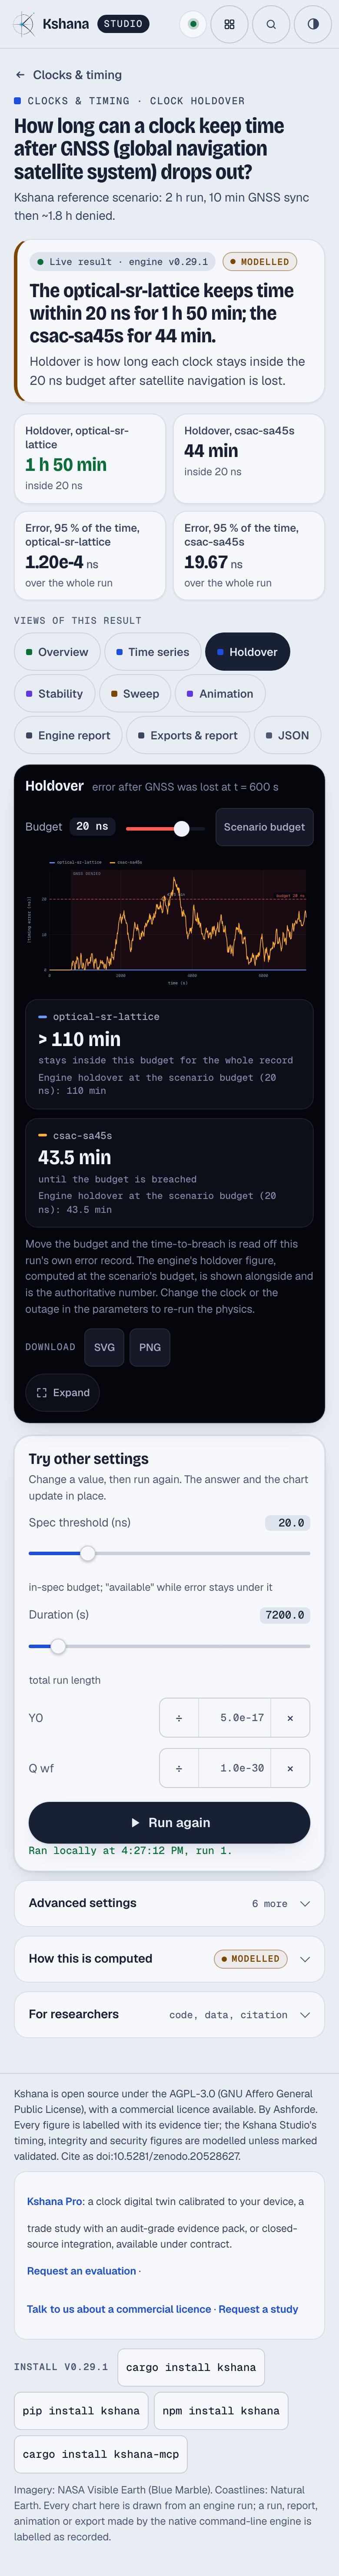 Kshana STUDIO
← Clocks & timing
CLOCKS & TIMING · CLOCK HOLDOVER
How long can a clock keep time
after GNSS (global navigation
satellite system) drops out?
Kshana reference scenario: 2 h run, 10 min GNSS sync
then ~1.8 h denied.
Live result · engine v0.29.1
MODELLED
The optical-sr-lattice keeps time
within 20 ns for 1 h 50 min; the
csac-sa45s for 44 min.
Holdover is how long each clock stays inside the
20 ns budget after satellite navigation is lost.
Holdover, optical-sr-
lattice
1 h 50 min
inside 20 ns
Holdover, csac-sa45s
44 min
inside 20 ns
Error, 95 % of the time,
optical-sr-lattice
1.20e-4 ns
over the whole run
Error, 95 % of the time,
csac-sa45s
19.67 ns
over the whole run
VIEWS OF THIS RESULT
Overview
Time series
Holdover
Stability
Sweep
Animation
Engine report
Exports & report
JSON
Holdover error after GNSS was lost at t = 600 s
Budget 20 ns
Scenario budget
optical-sr-lattice csac-sa45s
GNSS DENIED
budget 20 ns
timing error (ns)
20
10
0
0 2000 4000 6000
time (s)
optical-sr-lattice
> 110 min
stays inside this budget for the whole record
Engine holdover at the scenario budget (20
ns): 110 min
csac-sa45s
43.5 min
until the budget is breached
Engine holdover at the scenario budget (20
ns): 43.5 min
Move the budget and the time-to-breach is read off this
run's own error record. The engine's holdover figure,
computed at the scenario's budget, is shown alongside and
is the authoritative number. Change the clock or the
outage in the parameters to re-run the physics.
DOWNLOAD SVG PNG
Expand
Try other settings
Change a value, then run again. The answer and the chart
update in place.
Spec threshold (ns) 20.0
in-spec budget; "available" while error stays under it
Duration (s) 7200.0
total run length
Y0 ÷ 5.0e-17 ×
Q wf ÷ 1.0e-30 ×
Run again
Ran locally at 4:27:12 PM, run 1.
Advanced settings 6 more
How this is computed MODELLED
For researchers code, data, citation
Kshana is open source under the AGPL-3.0 (GNU Affero General
Public License), with a commercial licence available. By Ashforde.
Every figure is labelled with its evidence tier; the Kshana Studio's
timing, integrity and security figures are modelled unless marked
validated. Cite as doi:10.5281/zenodo.20528627.
Kshana Pro: a clock digital twin calibrated to your device, a
trade study with an audit-grade evidence pack, or closed-
source integration, available under contract.
Request an evaluation ·
Talk to us about a commercial licence · Request a study
INSTALL V0.29.1 cargo install kshana
pip install kshana npm install kshana
cargo install kshana-mcp
Imagery: NASA Visible Earth (Blue Marble). Coastlines: Natural
Earth. Every chart here is drawn from an engine run; a run, report,
animation or export made by the native command-line engine is
labelled as recorded.